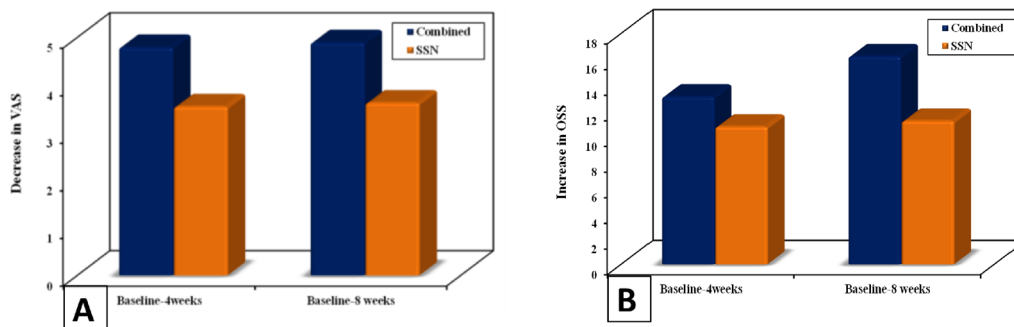 Decrease in VAS
5
4
3
2
1
0
Combined
SSN
Baseline-4weeks
Baseline-8 weeks
A
Increase in OSS
18
16
14
12
10
8
6
4
2
0
Combined
SSN
Baseline-4weeks
Baseline-8 weeks
B